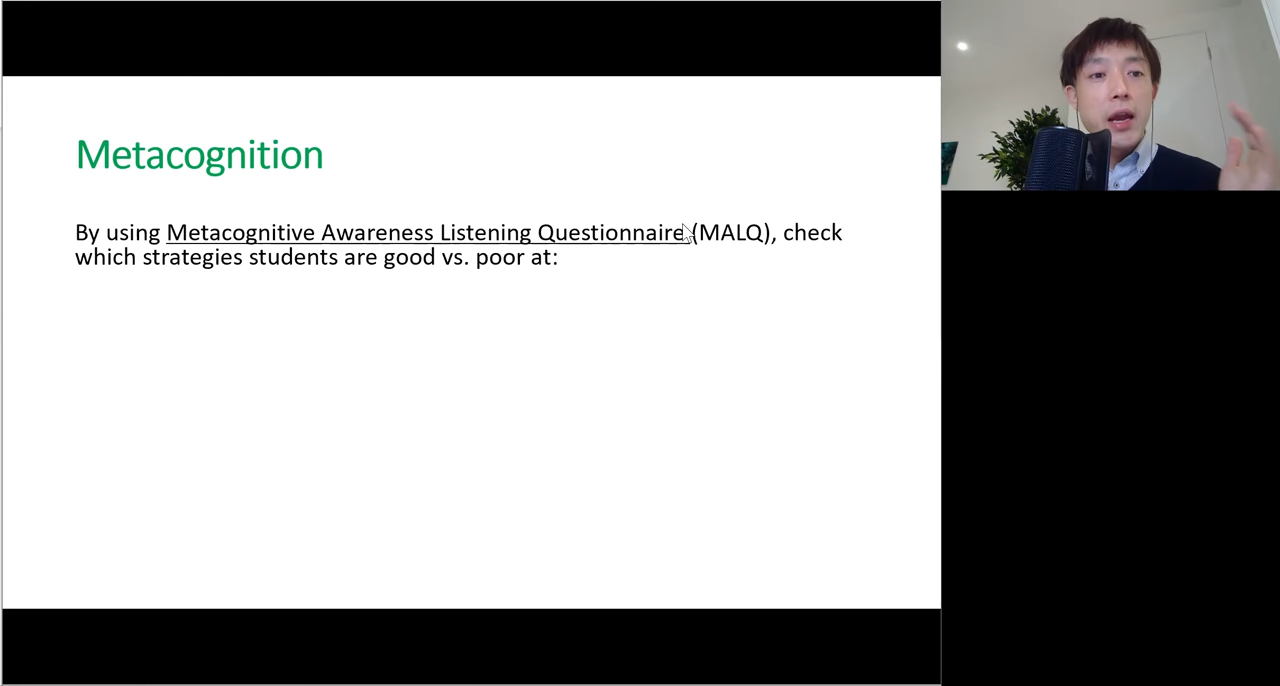 Metacognition
By using Metacognitive Awareness Listening Questionnaire (MALQ), check
which strategies students are good vs. poor at: